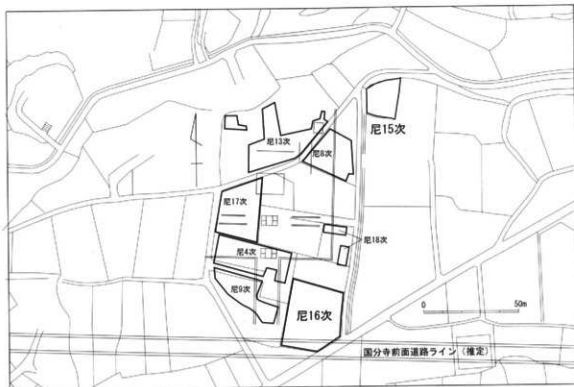 尼15次
尼13次
尼8次
尼17次
尼18次
尼4次
尼9次
尼16次
0 50m
国分寺前面道路ライン（推定）